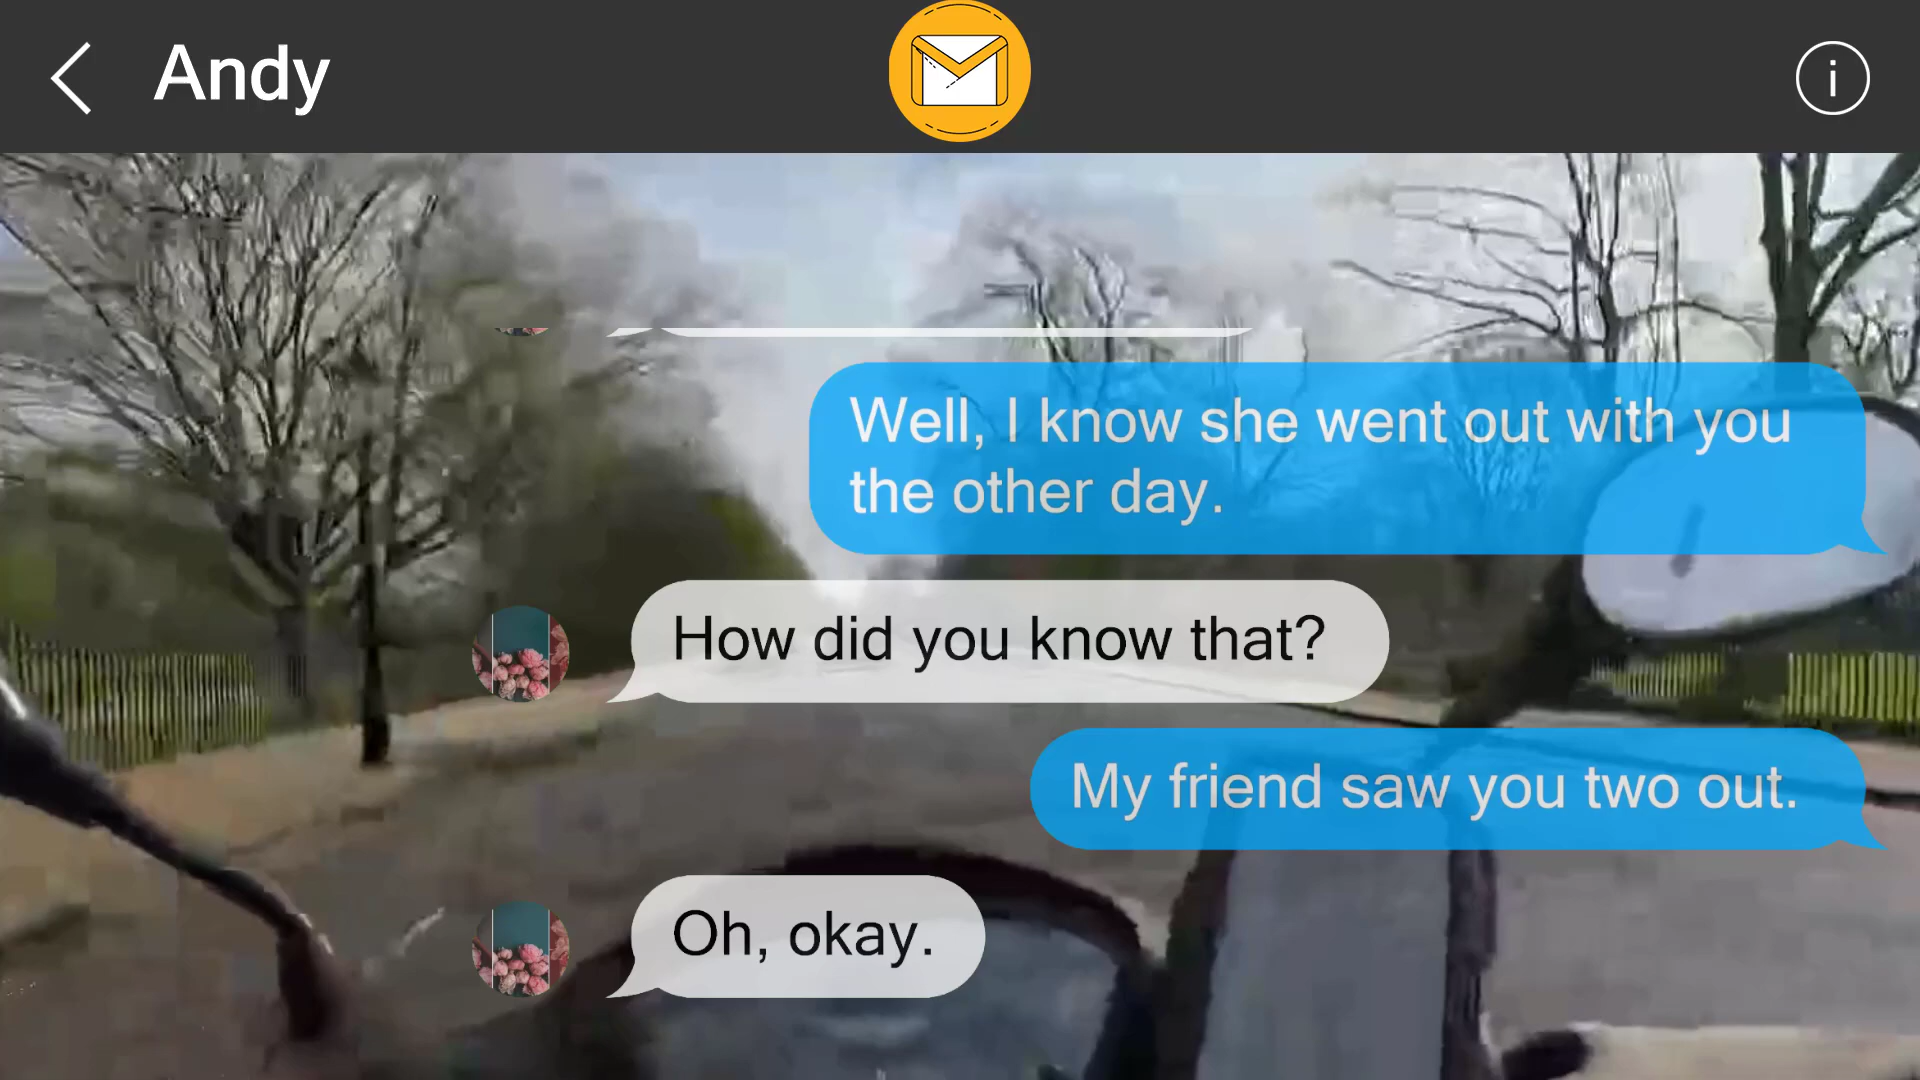 Andy
Well, I know she went out with you
the other day.
How did you know that?
My friend saw you two out.
Oh, okay.